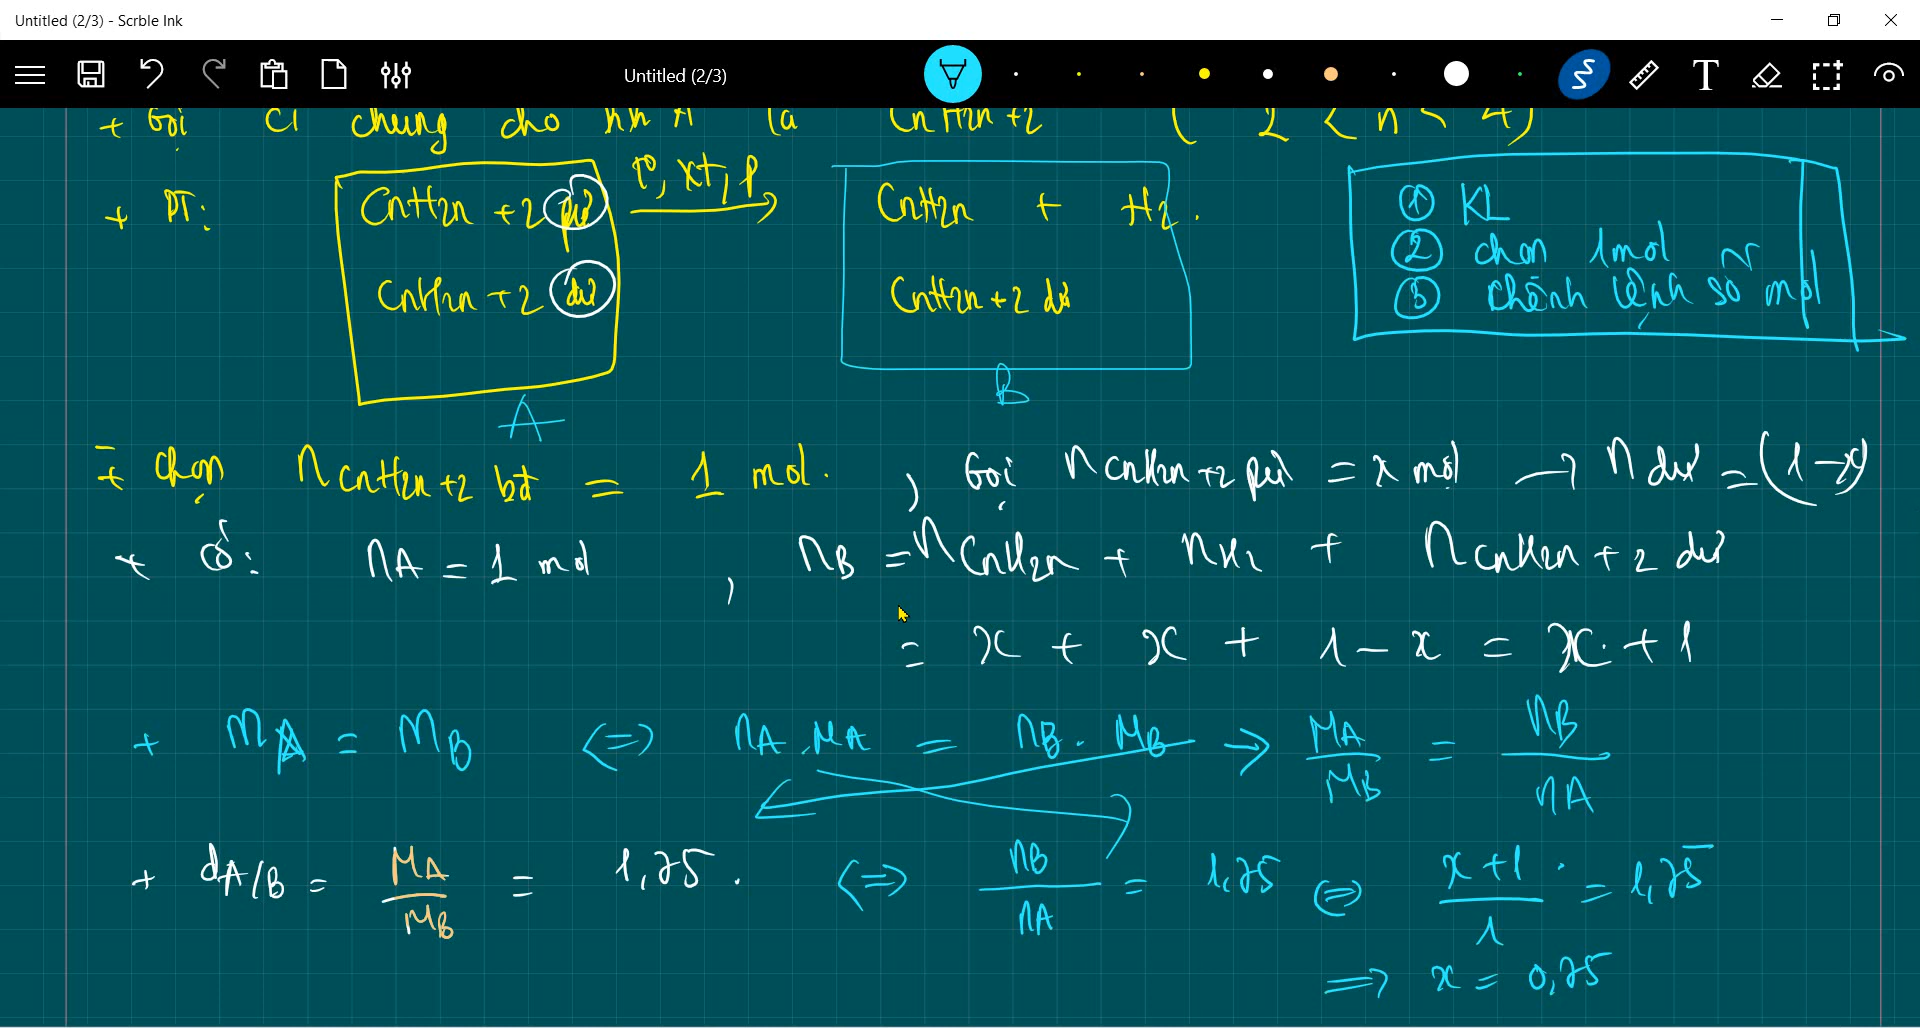 Untitled (2/3) - Scrble Ink
Untitled (2/3)
T
+ Gọi CT chung cho hh A là CnH2n+2 ( 2 < n < 4)
+ PT: CnH2n+2 pứ t°, xt, p CnH2n + H2.
CnH2n+2 dư CnH2n+2 dư
A B
① KL
② chọn 1mol
③ chênh lệnh số mol
+ chọn nCnH2n+2 bđ = 1 mol. , Gọi nCnH2n+2 pứ = x mol → n dư = (1-x)
+ Có: nA = 1 mol , nB = nCnH2n + nH2 + nCnH2n+2 dư
= x + x + 1 - x = x + 1
+ mA = mB <=> nA.MA = nB.MB → MA/MB = nB/nA
+ dA/B = MA/MB = 1,75. <=> nB/nA = 1,75 <=> x+1/1 = 1,75
=> x = 0,75